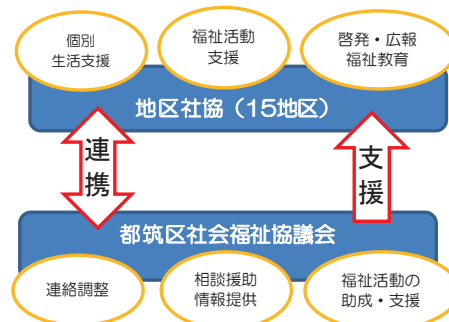 個別
生活支援
福祉活動
支援
啓発・広報
福祉教育
地区社協（15地区）
連携
支援
都筑区社会福祉協議会
連絡調整
相談援助
情報提供
福祉活動の
助成・支援